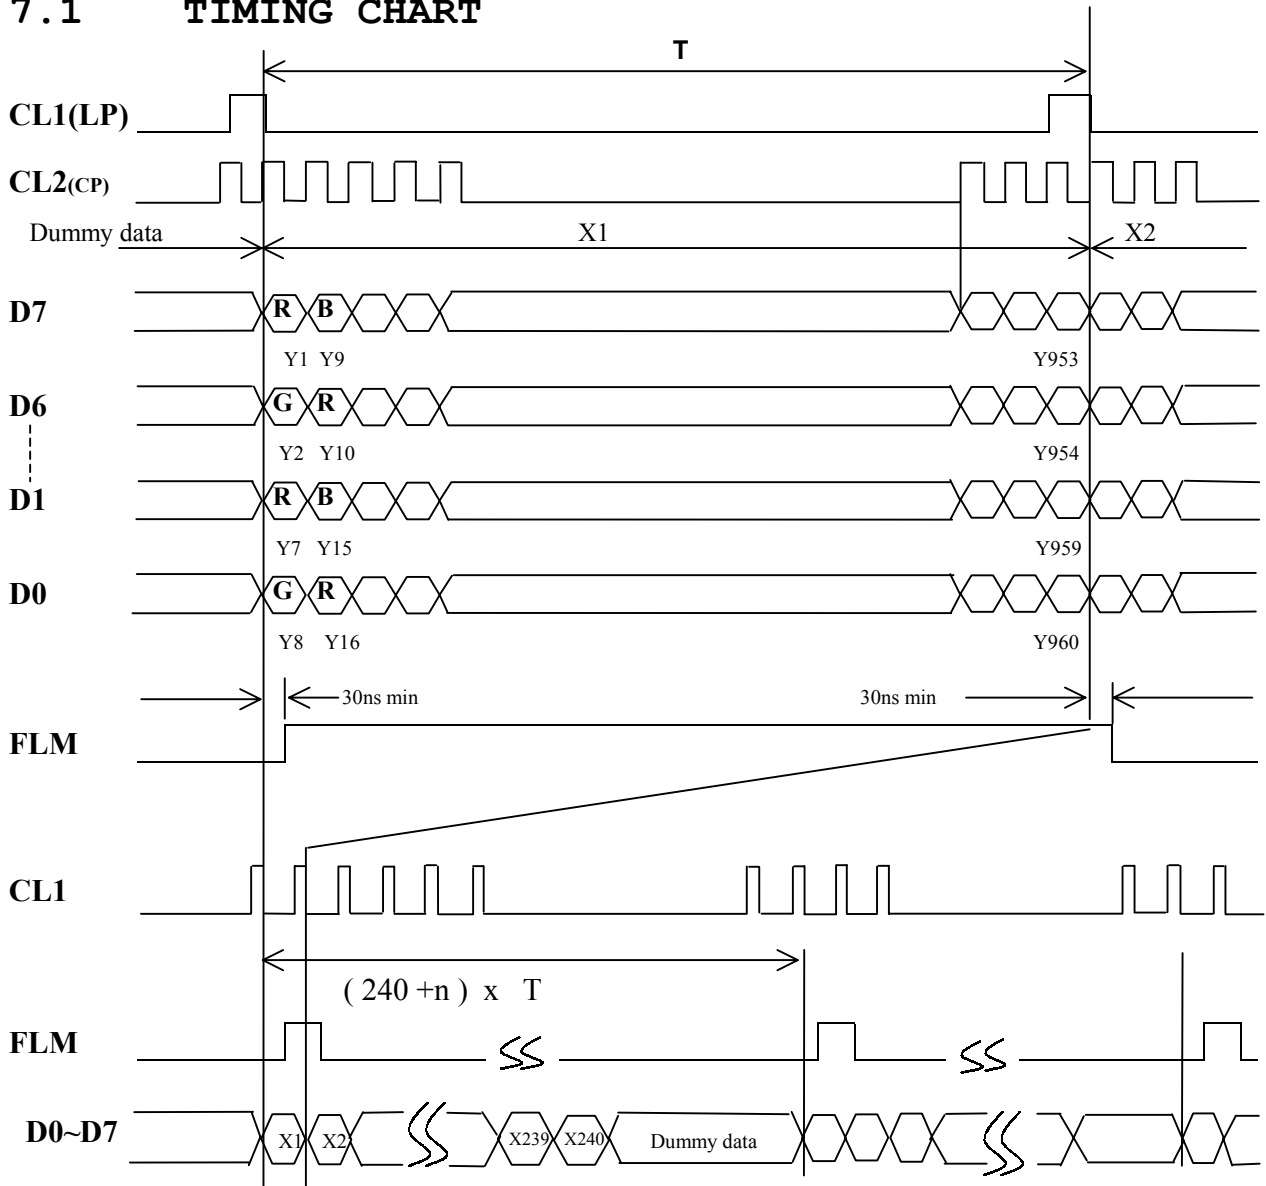 7.1 TIMING CHART
T
CL1(LP)
CL2(CP)
Dummy data X1 X2
D7 R B
Y1 Y9 Y953
D6 G R
Y2 Y10 Y954
D1 R B
Y7 Y15 Y959
D0 G R
Y8 Y16 Y960
30ns min 30ns min
FLM
CL1
( 240 +n ) x T
FLM
D0~D7 X1 X2 X239 X240 Dummy data